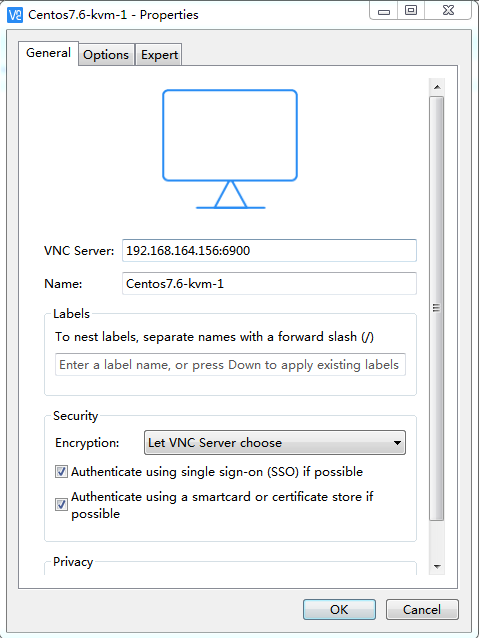 Centos7.6-kvm-1 - Properties
General Options Expert
VNC Server: 192.168.164.156:6900
Name: Centos7.6-kvm-1
Labels
To nest labels, separate names with a forward slash (/)
Enter a label name, or press Down to apply existing labels
Security
Encryption: Let VNC Server choose
Authenticate using single sign-on (SSO) if possible
Authenticate using a smartcard or certificate store if
possible
Privacy
OK Cancel